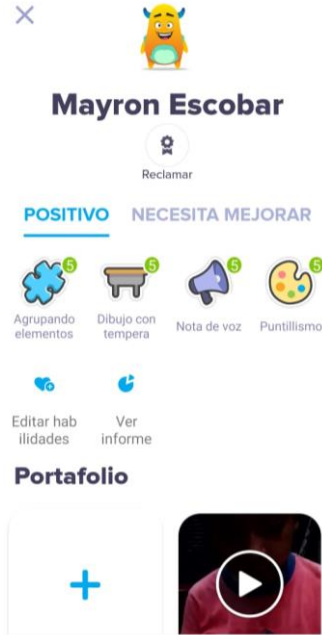 Mayron Escobar
Reclamar
POSITIVO NECESITA MEJORAR
5 5 5 5
Agrupando
elementos
Dibujo con
tempera
Nota de voz
Puntillismo
Editar hab
ilidades
Ver
informe
Portafolio